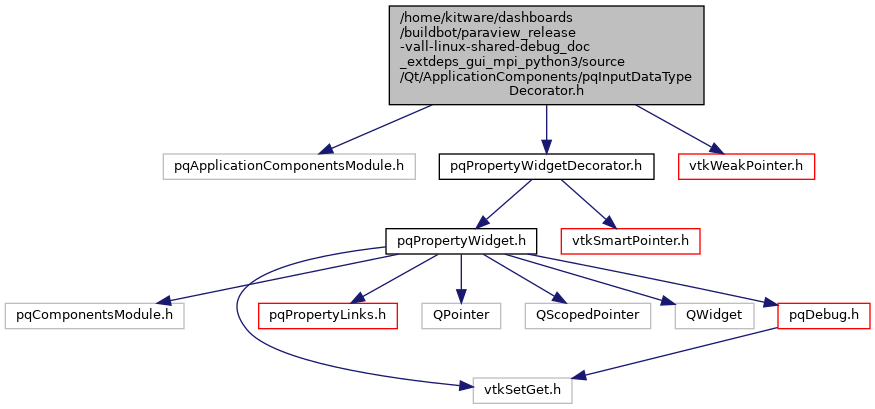 /home/kitware/dashboards
/buildbot/paraview_release
-vall-linux-shared-debug_doc
_extdeps_gui_mpi_python3/source
/Qt/ApplicationComponents/pqInputDataType
Decorator.h
pqApplicationComponentsModule.h
pqPropertyWidgetDecorator.h
vtkWeakPointer.h
pqPropertyWidget.h
vtkSmartPointer.h
pqComponentsModule.h
pqPropertyLinks.h
QPointer
QScopedPointer
QWidget
pqDebug.h
vtkSetGet.h